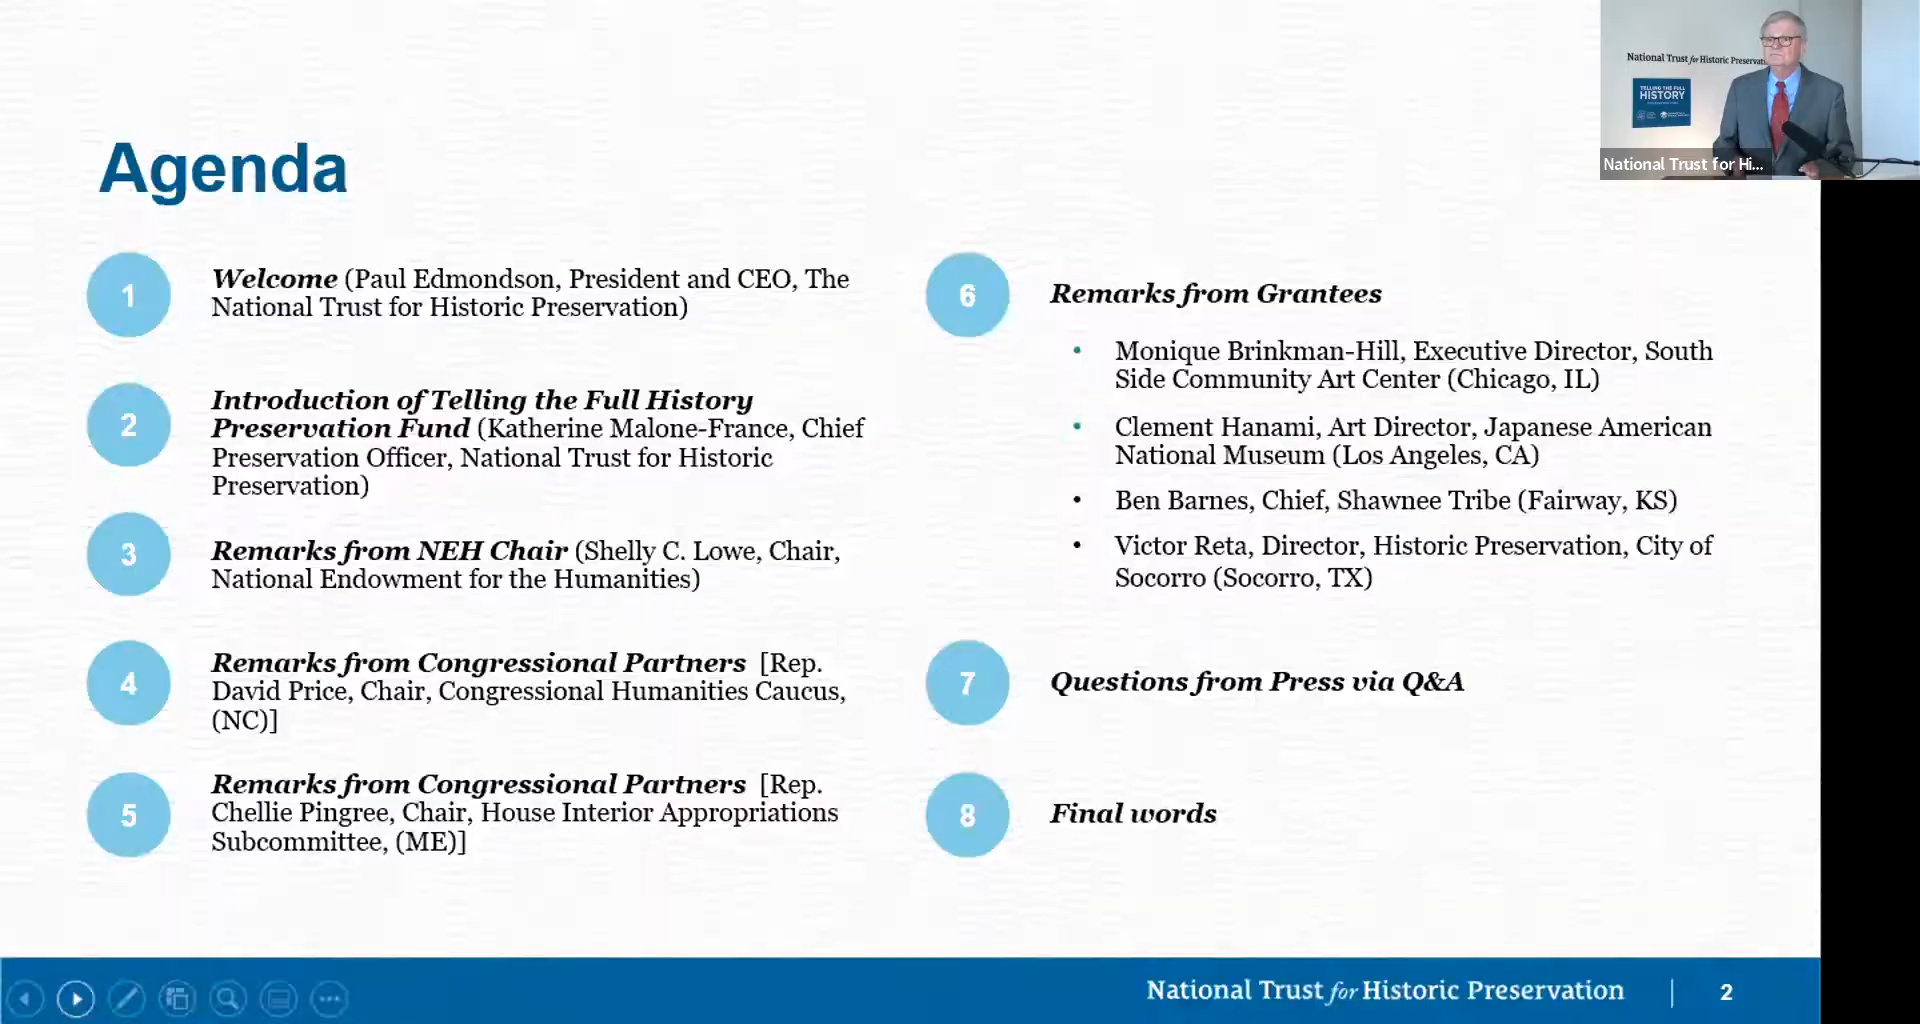 Agenda
1
Welcome (Paul Edmondson, President and CEO, The
National Trust for Historic Preservation)
2
Introduction of Telling the Full History
Preservation Fund (Katherine Malone-France, Chief
Preservation Officer, National Trust for Historic
Preservation)
3
Remarks from NEH Chair (Shelly C. Lowe, Chair,
National Endowment for the Humanities)
4
Remarks from Congressional Partners [Rep.
David Price, Chair, Congressional Humanities Caucus,
(NC)]
5
Remarks from Congressional Partners [Rep.
Chellie Pingree, Chair, House Interior Appropriations
Subcommittee, (ME)]
6
Remarks from Grantees
• Monique Brinkman-Hill, Executive Director, South
Side Community Art Center (Chicago, IL)
• Clement Hanami, Art Director, Japanese American
National Museum (Los Angeles, CA)
• Ben Barnes, Chief, Shawnee Tribe (Fairway, KS)
• Victor Reta, Director, Historic Preservation, City of
Socorro (Socorro, TX)
7
Questions from Press via Q&A
8
Final words
National Trust for Historic Preservati
TELLING THE FULL
HISTORY
National Trust for Hi...
National Trust for Historic Preservation | 2